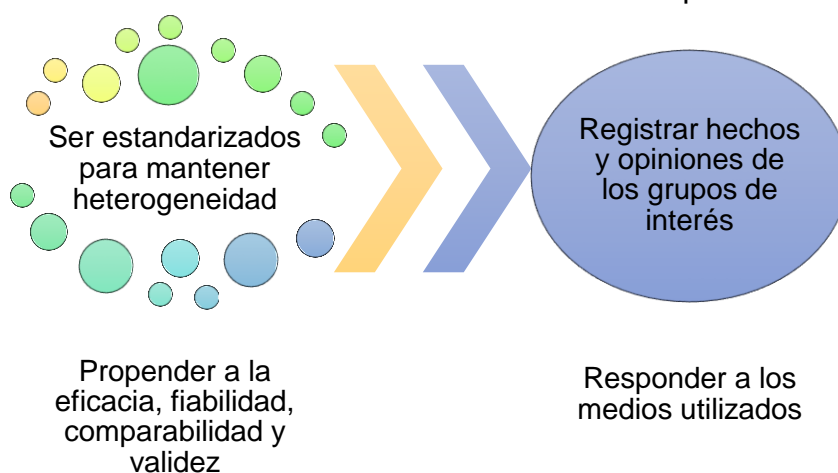 Ser estandarizados
para mantener
heterogeneidad
Registrar hechos
y opiniones de
los grupos de
interés
Propender a la
eficacia, fiabilidad,
comparabilidad y
validez
Responder a los
medios utilizados